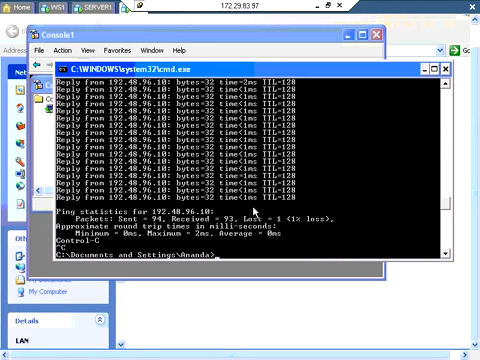 Home
WS1
SERVER1
172.29.83.97
Console1
File Action View Favorites Window Help
Address
Go
C:\WINDOWS\system32\cmd.exe
Reply from 192.48.96.10: bytes=32 time=2ms TTL=128
Reply from 192.48.96.10: bytes=32 time<1ms TTL=128
Reply from 192.48.96.10: bytes=32 time<1ms TTL=128
Reply from 192.48.96.10: bytes=32 time<1ms TTL=128
Reply from 192.48.96.10: bytes=32 time<1ms TTL=128
Reply from 192.48.96.10: bytes=32 time<1ms TTL=128
Reply from 192.48.96.10: bytes=32 time<1ms TTL=128
Reply from 192.48.96.10: bytes=32 time<1ms TTL=128
Reply from 192.48.96.10: bytes=32 time<1ms TTL=128
Reply from 192.48.96.10: bytes=32 time<1ms TTL=128
Reply from 192.48.96.10: bytes=32 time<1ms TTL=128
Reply from 192.48.96.10: bytes=32 time<1ms TTL=128
Reply from 192.48.96.10: bytes=32 time<1ms TTL=128
Reply from 192.48.96.10: bytes=32 time=1ms TTL=128
Reply from 192.48.96.10: bytes=32 time<1ms TTL=128
Reply from 192.48.96.10: bytes=32 time<1ms TTL=128
Reply from 192.48.96.10: bytes=32 time<1ms TTL=128
Ping statistics for 192.48.96.10:
Packets: Sent = 94, Received = 93, Lost = 1 (1% loss),
Approximate round trip times in milli-seconds:
Minimum = 0ms, Maximum = 2ms, Average = 0ms
Control-C
^C
C:\Documents and Settings\Ananda>_
My Documents
My Computer
Details
LAN